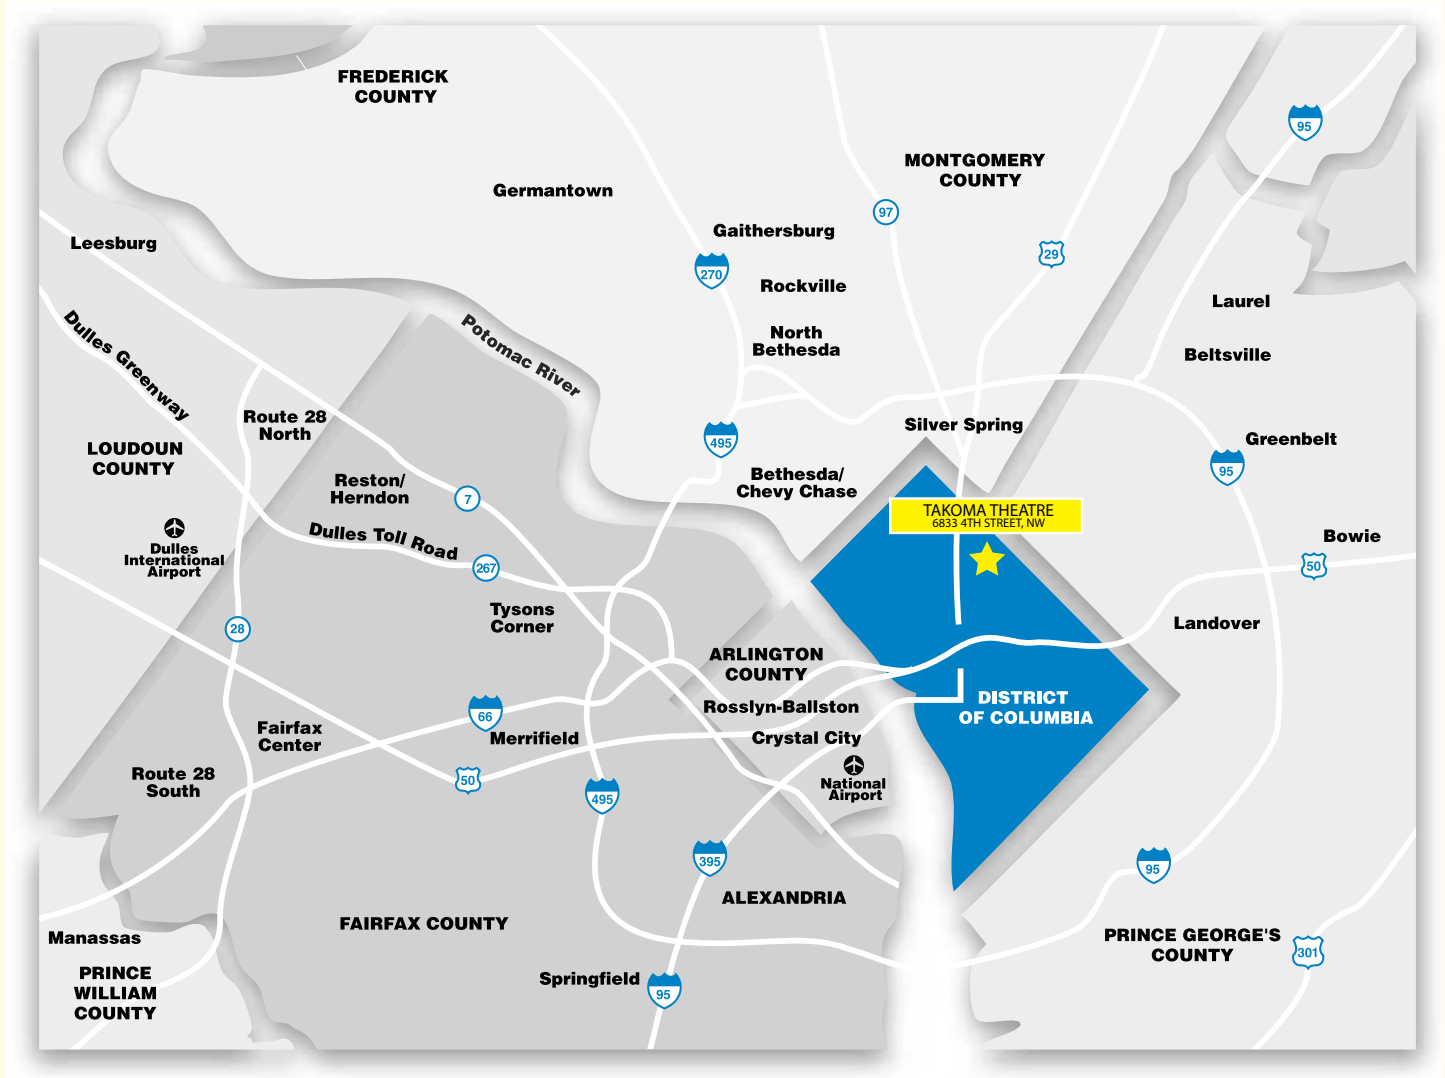 FREDERICK
COUNTY
95
MONTGOMERY
COUNTY
Germantown
97
Gaithersburg
Leesburg
29
270
Rockville
Laurel
Potomac River
North
Bethesda
Dulles Greenway
Beltsville
Route 28
North
Silver Spring
495
Greenbelt
LOUDOUN
COUNTY
95
Reston/
Herndon
Bethesda/
Chevy Chase
7
TAKOMA THEATRE
6833 4TH STREET, NW
Dulles Toll Road
Bowie
Dulles
International
Airport
267
50
Tysons
Corner
Landover
28
ARLINGTON
COUNTY
DISTRICT
OF COLUMBIA
Rosslyn-Ballston
66
Fairfax
Center
Merrifield
Crystal City
Route 28
South
50
National
Airport
495
395
95
ALEXANDRIA
FAIRFAX COUNTY
Manassas
PRINCE GEORGE'S
COUNTY
301
PRINCE
WILLIAM
COUNTY
Springfield
95